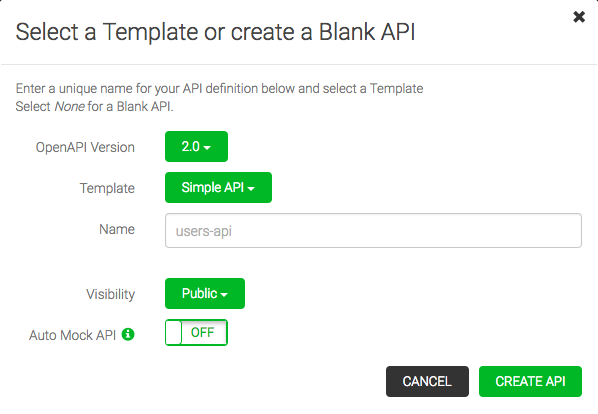 Select a Template or create a Blank API
Enter a unique name for your API definition below and select a Template
Select None for a Blank API.
OpenAPI Version 2.0
Template Simple API
Name users-api
Visibility Public
Auto Mock API OFF
CANCEL CREATE API